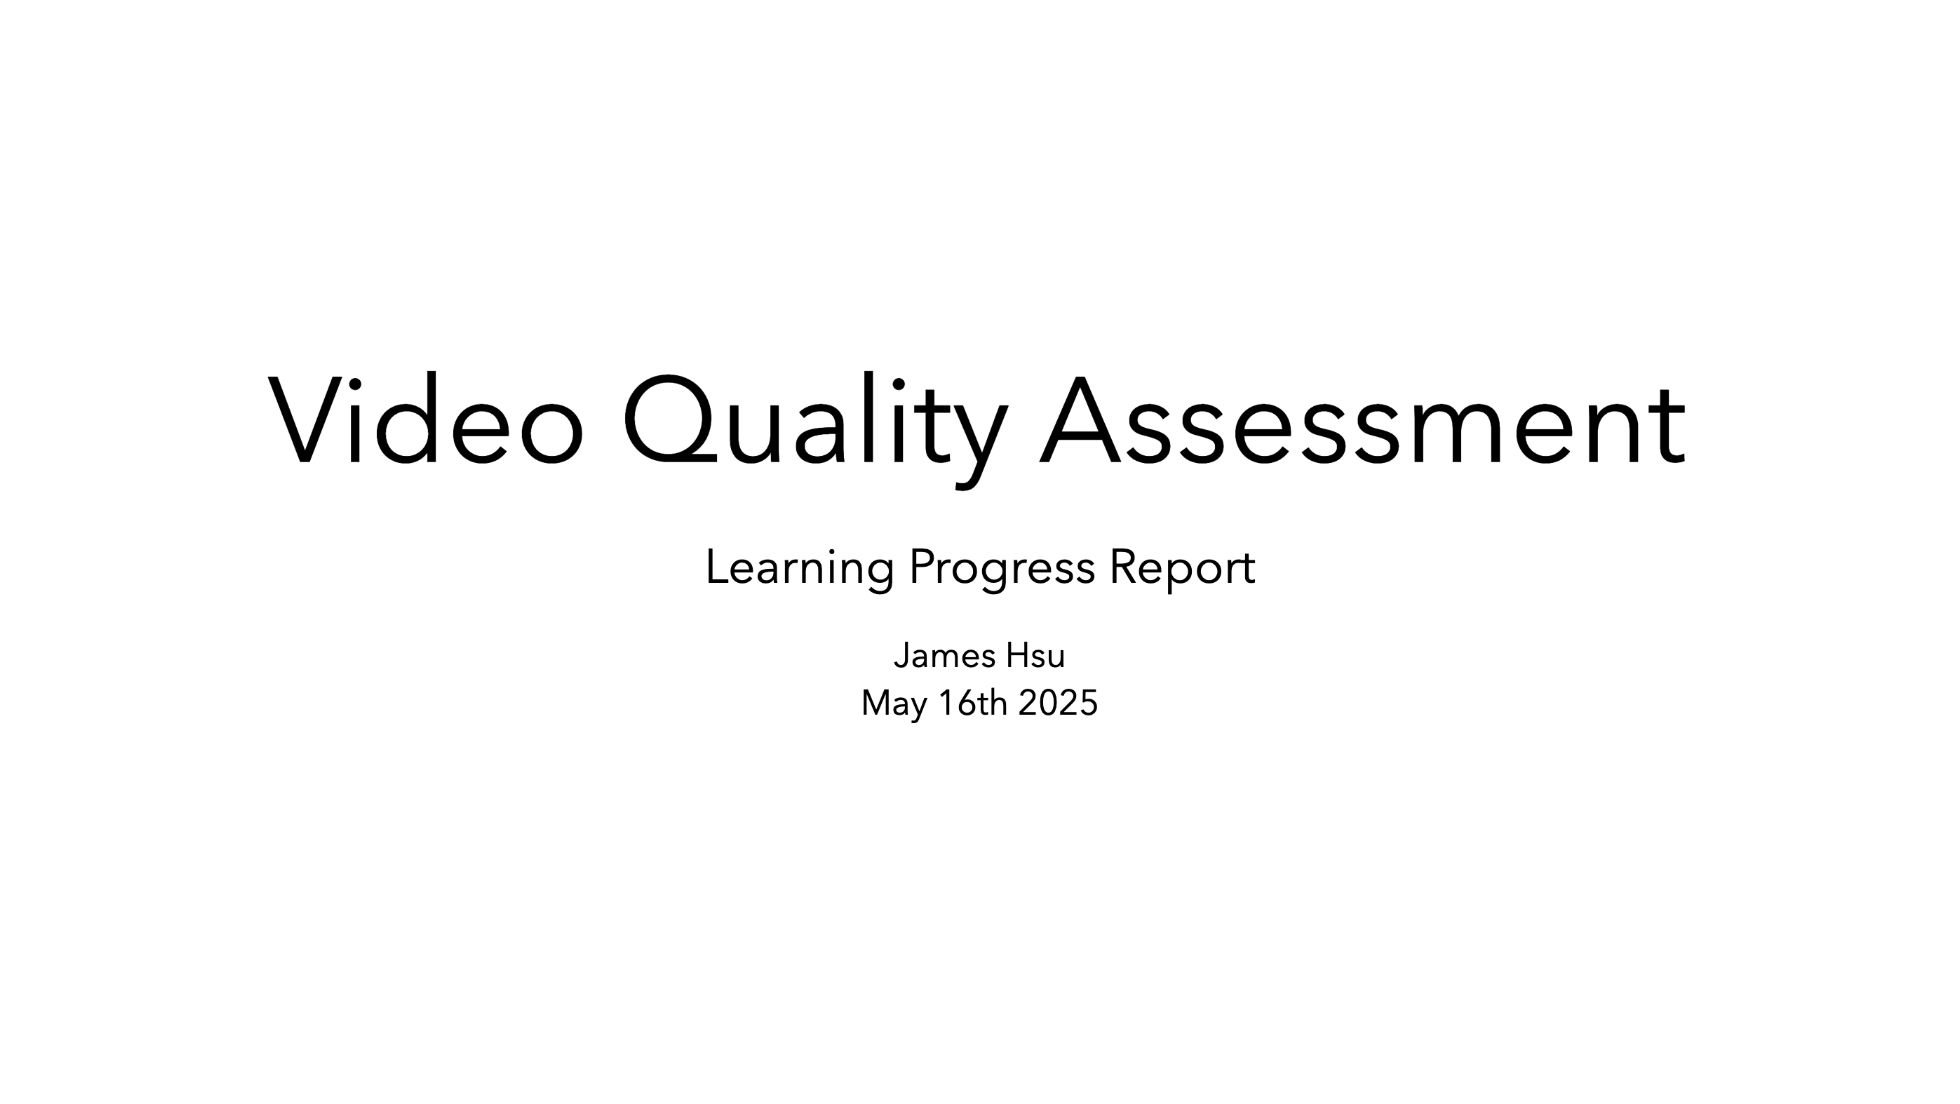 Video Quality Assessment
Learning Progress Report
James Hsu
May 16th 2025